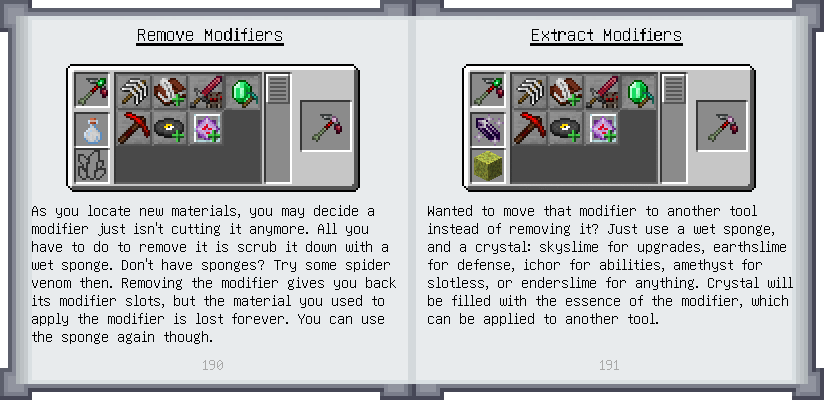 Remove Modifiers
As you locate new materials, you may decide a
modifier just isn't cutting it anymore. All you
have to do to remove it is scrub it down with a
wet sponge. Don't have sponges? Try some spider
venom then. Removing the modifier gives you back
its modifier slots, but the material you used to
apply the modifier is lost forever. You can use
the sponge again though.
190
Extract Modifiers
Wanted to move that modifier to another tool
instead of removing it? Just use a wet sponge,
and a crystal: skyslime for upgrades, earthslime
for defense, ichor for abilities, amethyst for
slotless, or enderslime for anything. Crystal will
be filled with the essence of the modifier, which
can be applied to another tool.
191